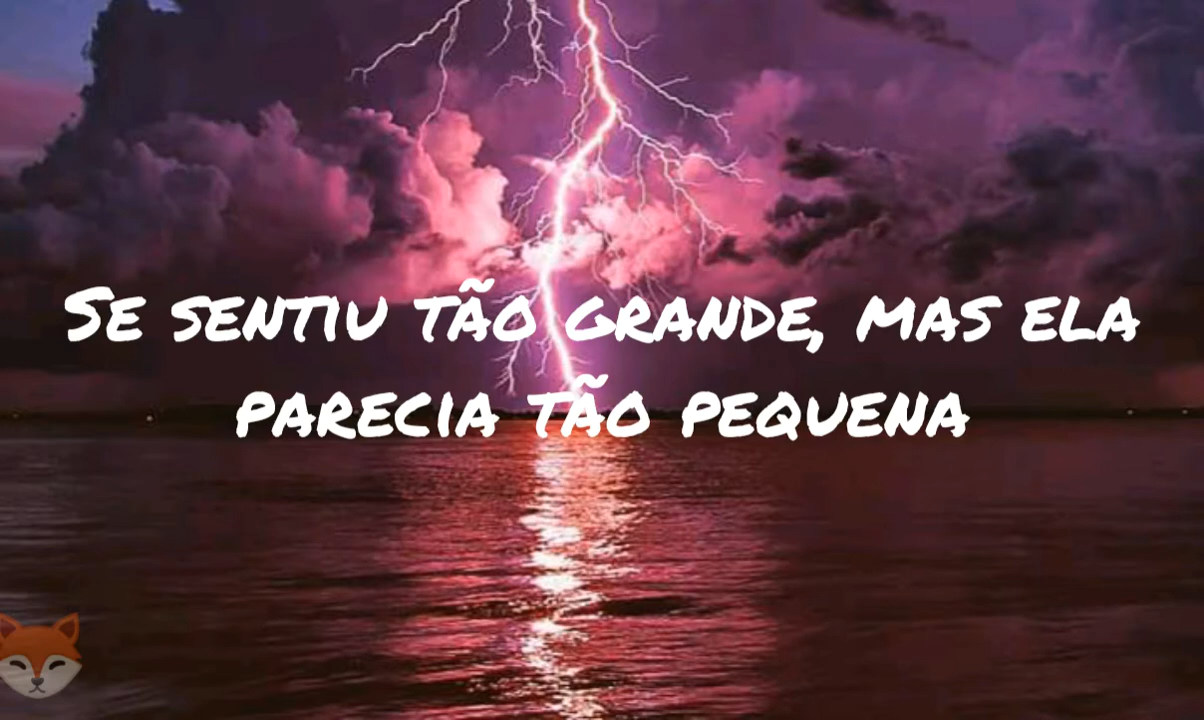 Se sentiu tão grande, mas ela
parecia tão pequena